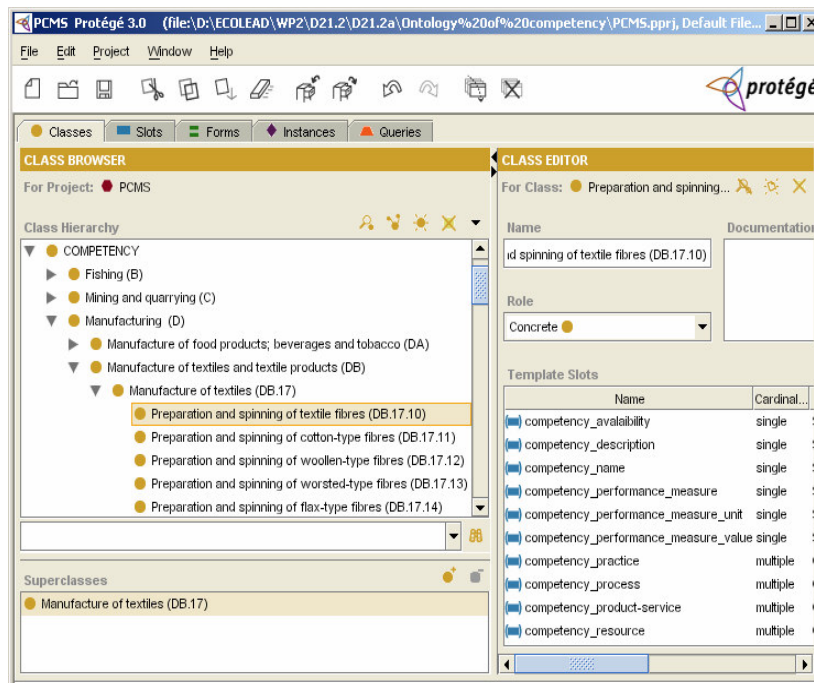 PCMS Protégé 3.0 (file:\D:\ECOLEAD\WP2\D21.2\D21.2a\Ontology%20of%20competency\PCMS.pprj, Default File...
File Edit Project Window Help
protégé
Classes Slots Forms Instances Queries
CLASS BROWSER
For Project: PCMS
Class Hierarchy
COMPETENCY
Fishing (B)
Mining and quarrying (C)
Manufacturing (D)
Manufacture of food products; beverages and tobacco (DA)
Manufacture of textiles and textile products (DB)
Manufacture of textiles (DB.17)
Preparation and spinning of textile fibres (DB.17.10)
Preparation and spinning of cotton-type fibres (DB.17.11)
Preparation and spinning of woollen-type fibres (DB.17.12)
Preparation and spinning of worsted-type fibres (DB.17.13)
Preparation and spinning of flax-type fibres (DB.17.14)
Superclasses
Manufacture of textiles (DB.17)
CLASS EDITOR
For Class: Preparation and spinning...
Name Documentation
d spinning of textile fibres (DB.17.10)
Role
Concrete
Template Slots
Name Cardinal...
competency_avalaibility single
competency_description single
competency_name single
competency_performance_measure single
competency_performance_measure_unit single
competency_performance_measure_value single
competency_practice multiple
competency_process multiple
competency_product-service multiple
competency_resource multiple